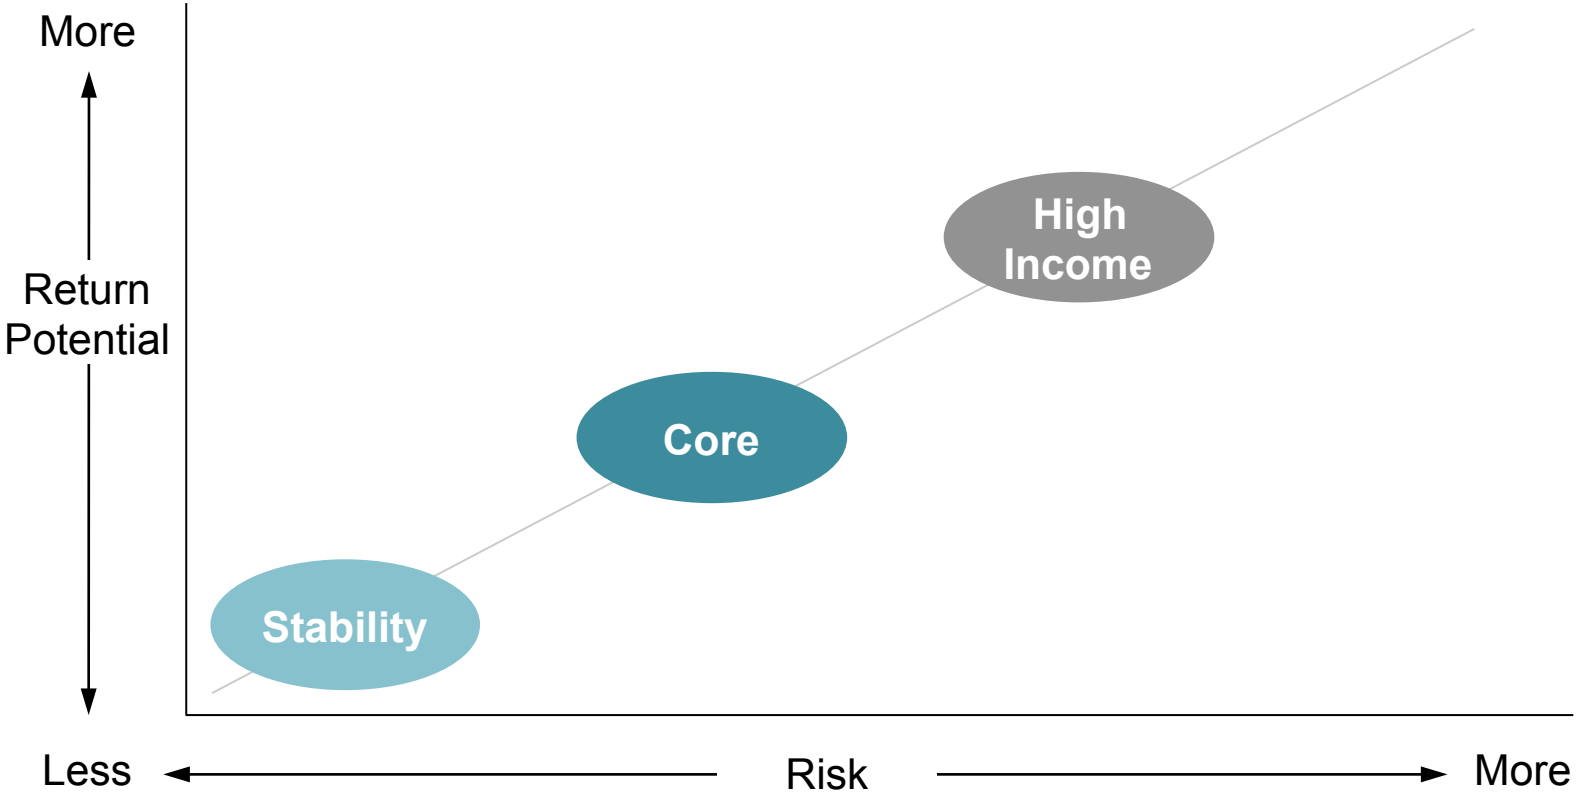 More
Return
Potential
High
Income
Core
Stability
Less
Risk
More